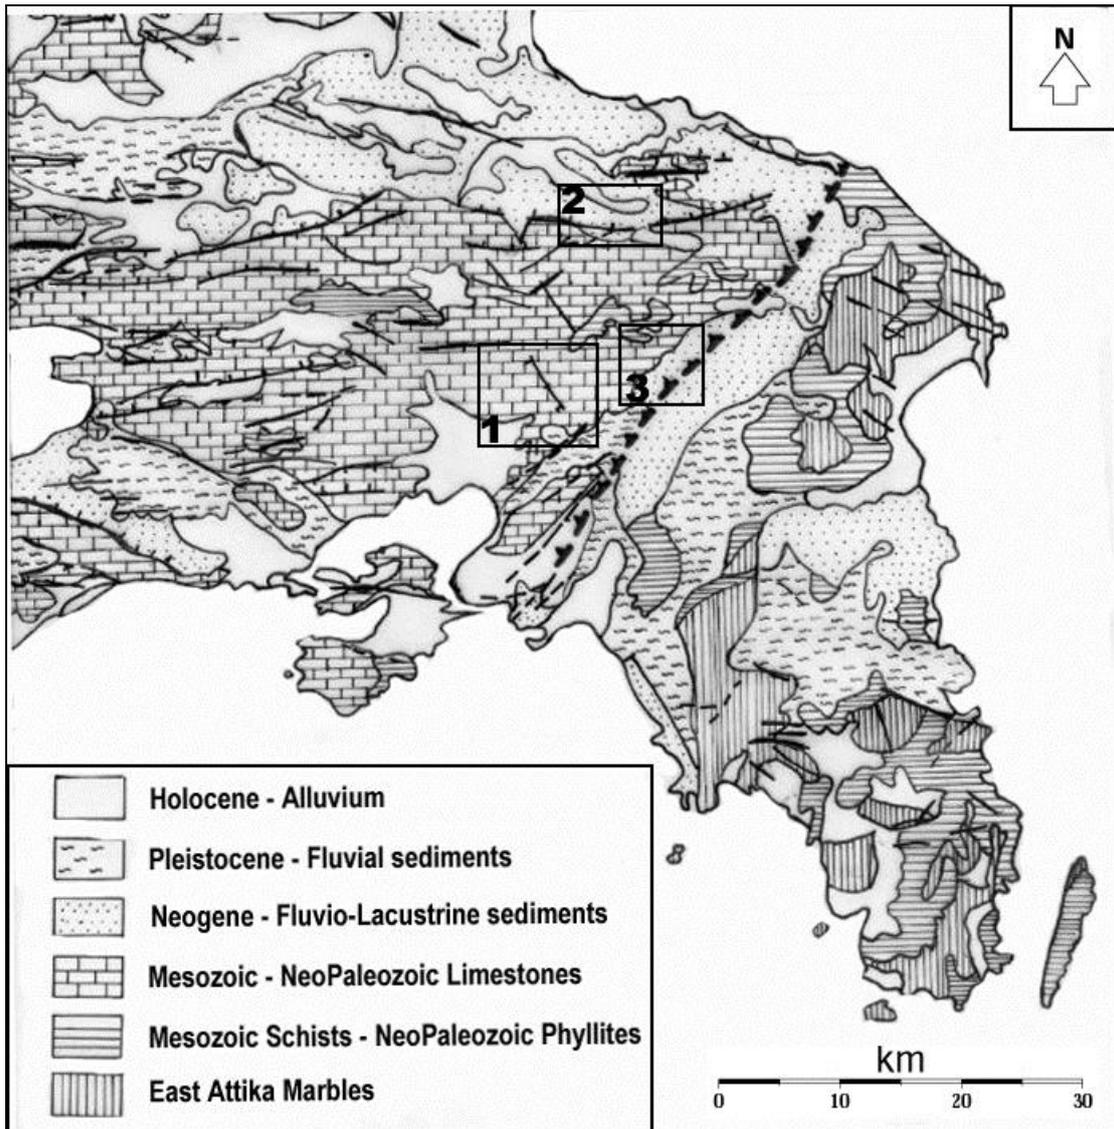 N
2
3
1
Holocene - Alluvium
Pleistocene - Fluvial sediments
Neogene - Fluvio-Lacustrine sediments
Mesozoic - NeoPaleozoic Limestones
Mesozoic Schists - NeoPaleozoic Phyllites
East Attika Marbles
km
0 10 20 30